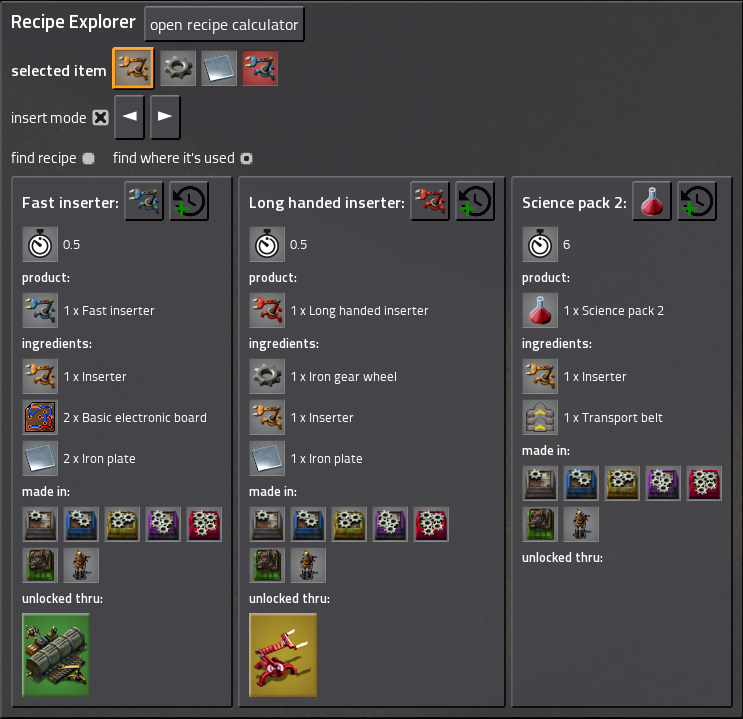 Recipe Explorer open recipe calculator
selected item
insert mode
find recipe find where it's used
Fast inserter:
0.5
product:
1 x Fast inserter
ingredients:
1 x Inserter
2 x Basic electronic board
2 x Iron plate
made in:
unlocked thru:
Long handed inserter:
0.5
product:
1 x Long handed inserter
ingredients:
1 x Iron gear wheel
1 x Inserter
1 x Iron plate
made in:
unlocked thru:
Science pack 2:
6
product:
1 x Science pack 2
ingredients:
1 x Inserter
1 x Transport belt
made in:
unlocked thru: